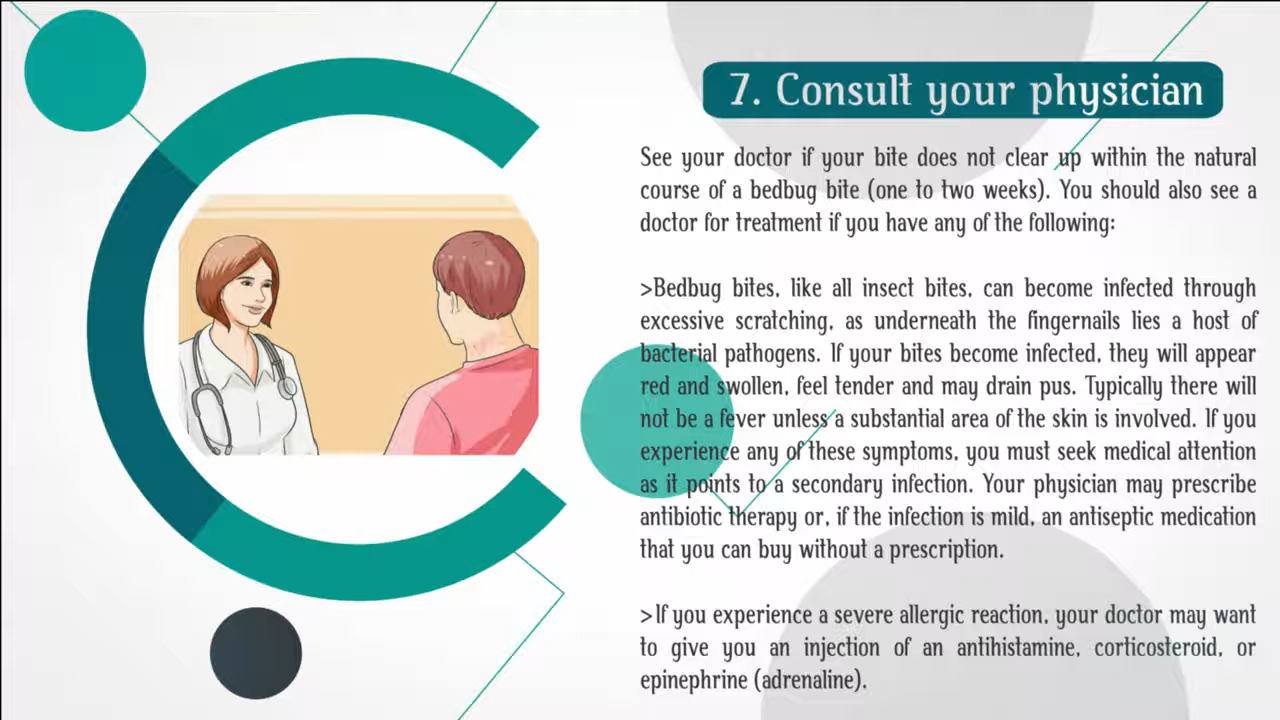 7. Consult your physician
See your doctor if your bite does not clear up within the natural
course of a bedbug bite (one to two weeks). You should also see a
doctor for treatment if you have any of the following:
>Bedbug bites, like all insect bites, can become infected through
excessive scratching, as underneath the fingernails lies a host of
bacterial pathogens. If your bites become infected, they will appear
red and swollen, feel tender and may drain pus. Typically there will
not be a fever unless a substantial area of the skin is involved. If you
experience any of these symptoms, you must seek medical attention
as it points to a secondary infection. Your physician may prescribe
antibiotic therapy or, if the infection is mild, an antiseptic medication
that you can buy without a prescription.
>If you experience a severe allergic reaction, your doctor may want
to give you an injection of an antihistamine, corticosteroid, or
epinephrine (adrenaline).